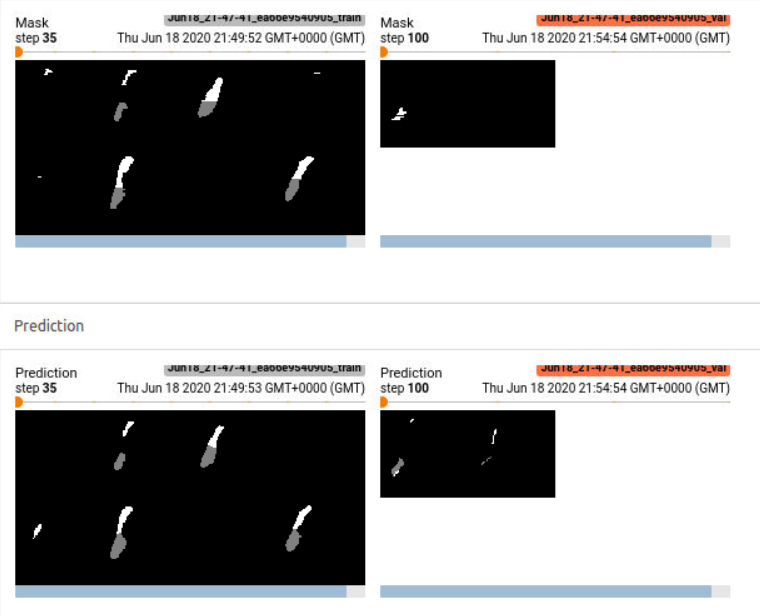 Mask
Jun18_21-47-41_ea66e9540905_train
step 35
Thu Jun 18 2020 21:49:52 GMT+0000 (GMT)
Mask
Jun18_21-47-41_ea66e9540905_val
step 100
Thu Jun 18 2020 21:54:54 GMT+0000 (GMT)
Prediction
Prediction
Jun18_21-47-41_ea66e9540905_train
step 35
Thu Jun 18 2020 21:49:53 GMT+0000 (GMT)
Prediction
Jun18_21-47-41_ea66e9540905_val
step 100
Thu Jun 18 2020 21:54:54 GMT+0000 (GMT)